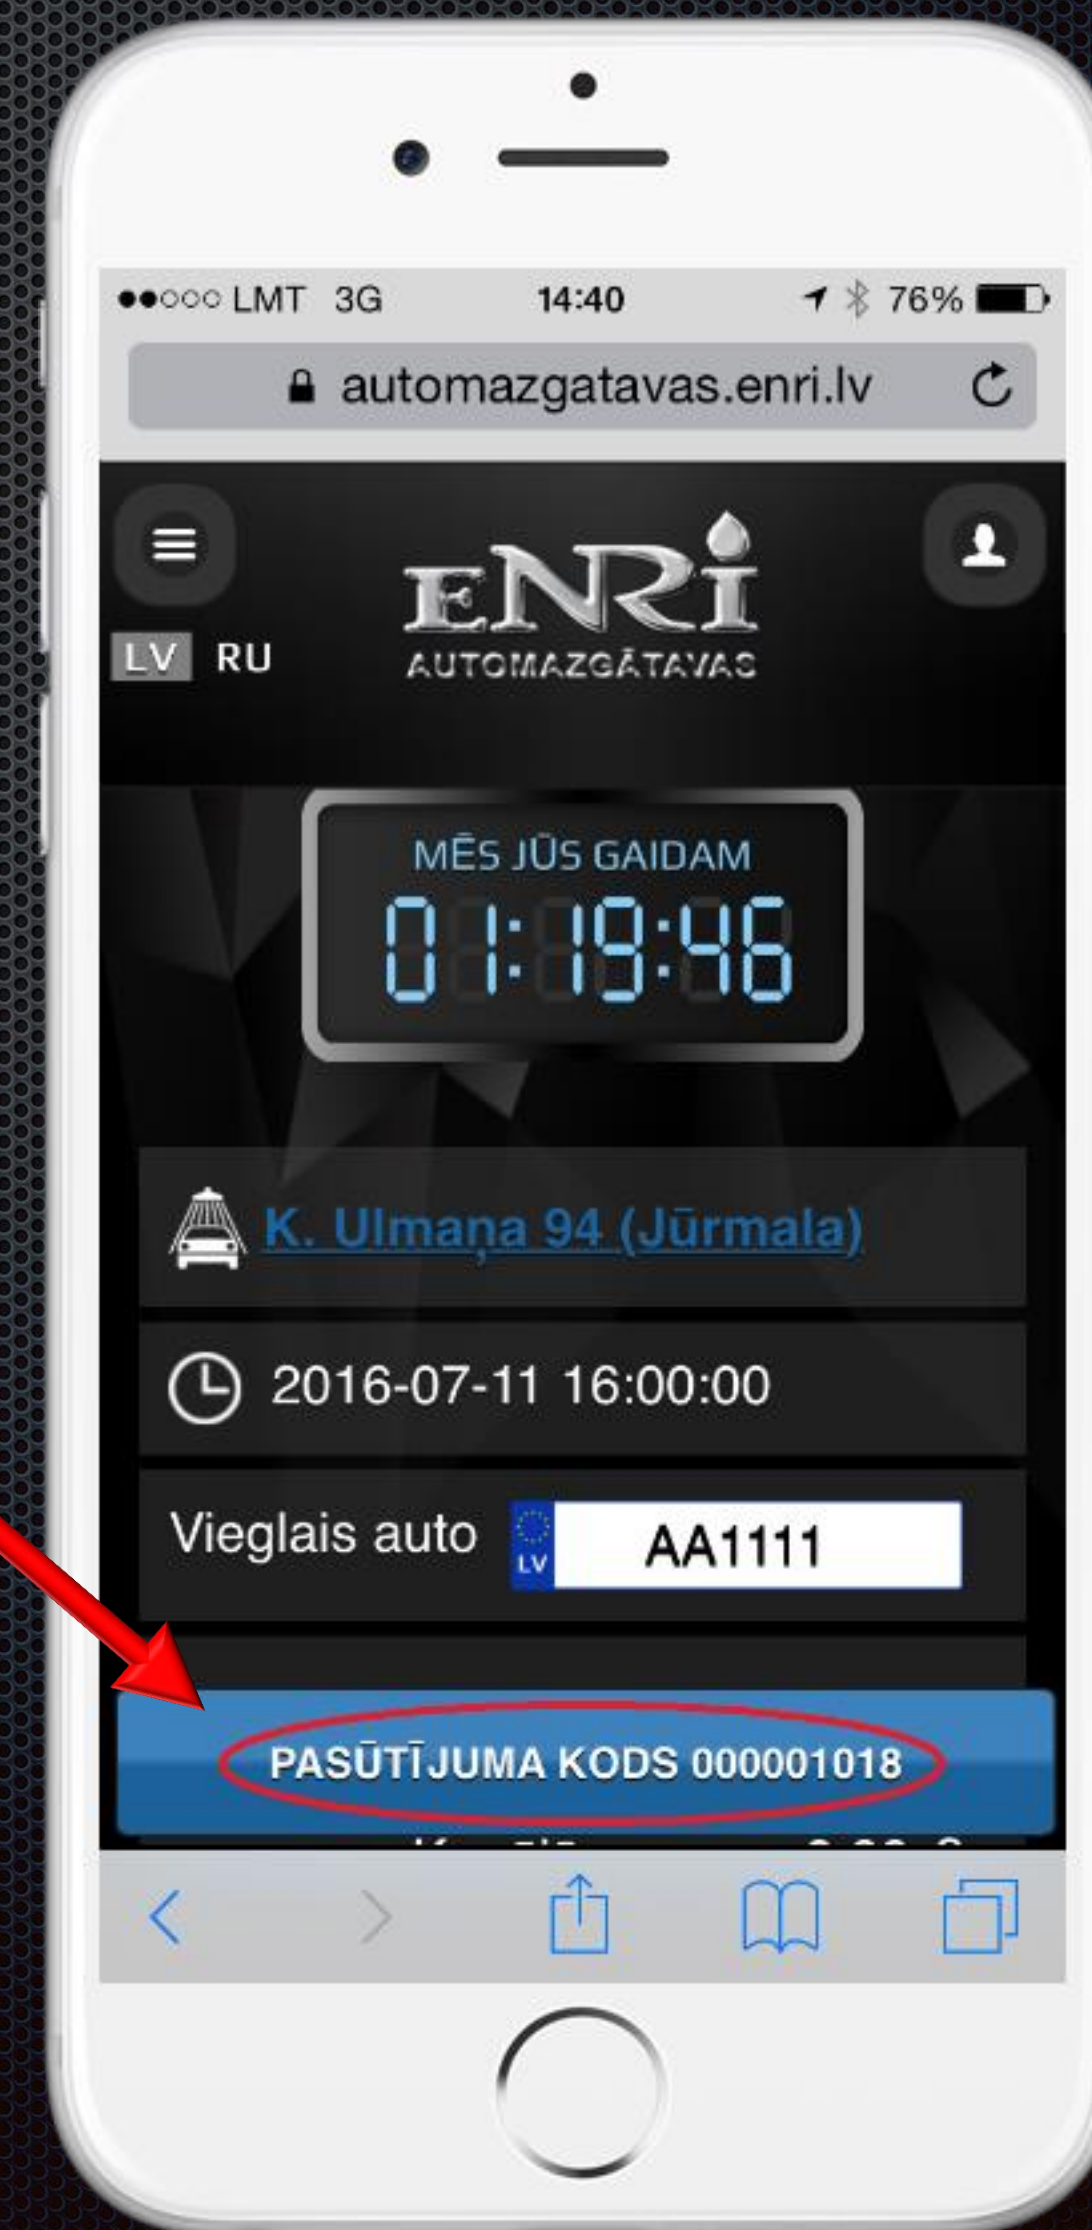 LMT 3G 14:40 76%
automazgatavas.enri.lv
LV RU
ENRi
AUTOMAZGĀTAVAS
MĒS JŪS GAIDAM
01:19:46
K. Ulmaņa 94 (Jūrmala)
2016-07-11 16:00:00
Vieglais auto LV AA1111
PASŪTĪJUMA KODS 000001018